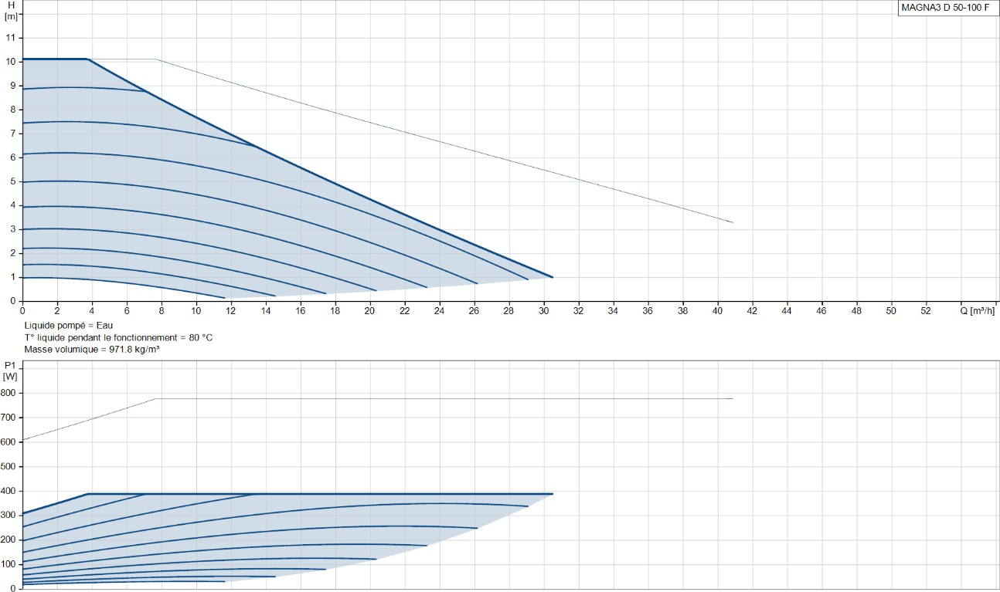 H
[m]
MAGNA3 D 50-100 F
11
10
9
8
7
6
5
4
3
2
1
0
0 2 4 6 8 10 12 14 16 18 20 22 24 26 28 30 32 34 36 38 40 42 44 46 48 50 52 Q [m³/h]
Liquide pompé = Eau
T° liquide pendant le fonctionnement = 80 °C
Masse volumique = 971.8 kg/m³
P1
[W]
800
700
600
500
400
300
200
100
0